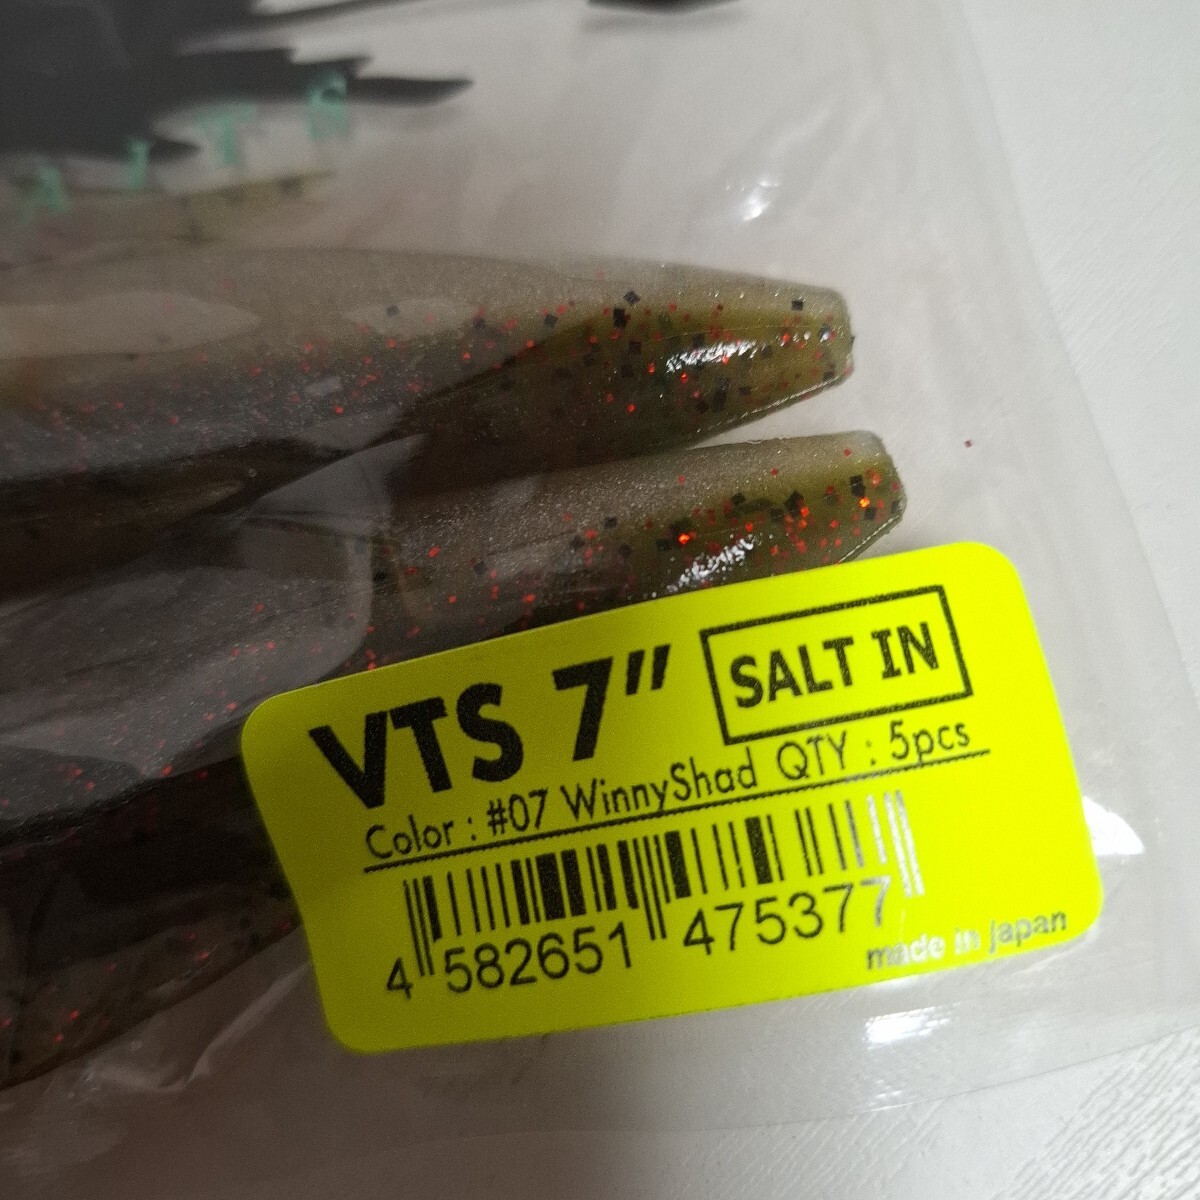 VTS 7" SALT IN
Color : #07 WinnyShad QTY : 5pcs
4 582651 475377
made in japan